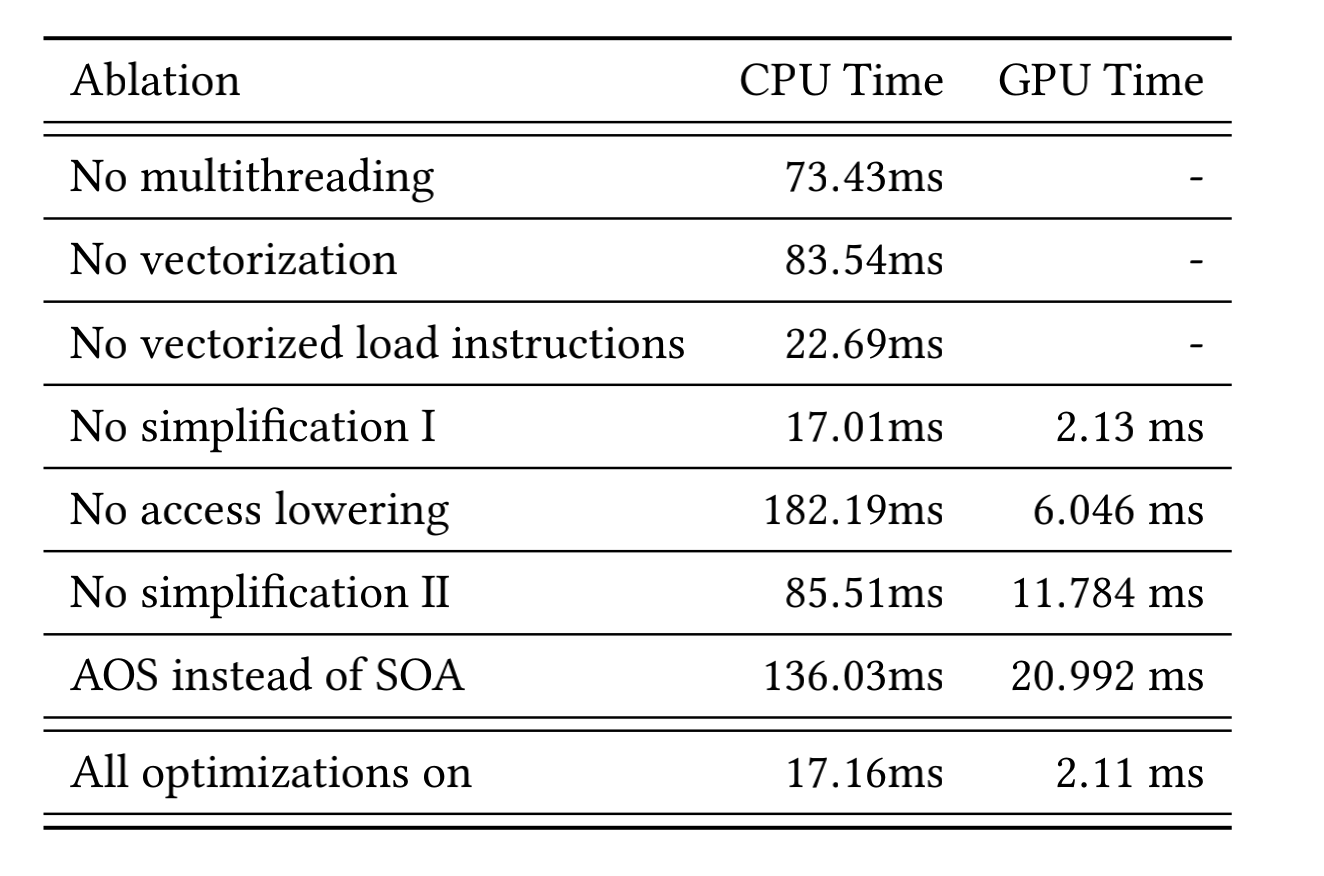 Ablation CPU Time GPU Time
No multithreading 73.43ms -
No vectorization 83.54ms -
No vectorized load instructions 22.69ms -
No simplification I 17.01ms 2.13 ms
No access lowering 182.19ms 6.046 ms
No simplification II 85.51ms 11.784 ms
AOS instead of SOA 136.03ms 20.992 ms
All optimizations on 17.16ms 2.11 ms